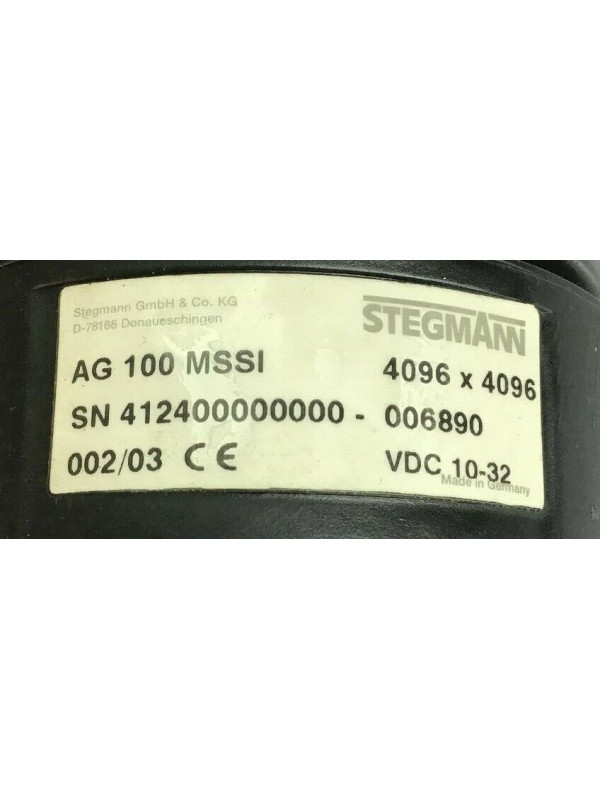 Stegmann GmbH & Co. KG
D-78166 Donaueschingen
STEGMANN
AG 100 MSSI 4096 x 4096
SN 412400000000 - 006890
002/03 CE VDC 10-32
Made in Germany